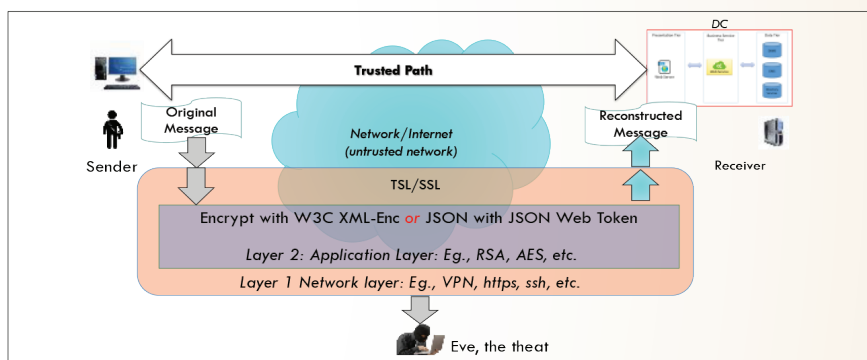 DC
Trusted Path
Original
Message
Reconstructed
Message
Network/Internet
(untrusted network)
Sender
Receiver
TSL/SSL
Encrypt with W3C XML-Enc or JSON with JSON Web Token
Layer 2: Application Layer: Eg., RSA, AES, etc.
Layer 1 Network layer: Eg., VPN, https, ssh, etc.
Eve, the theat